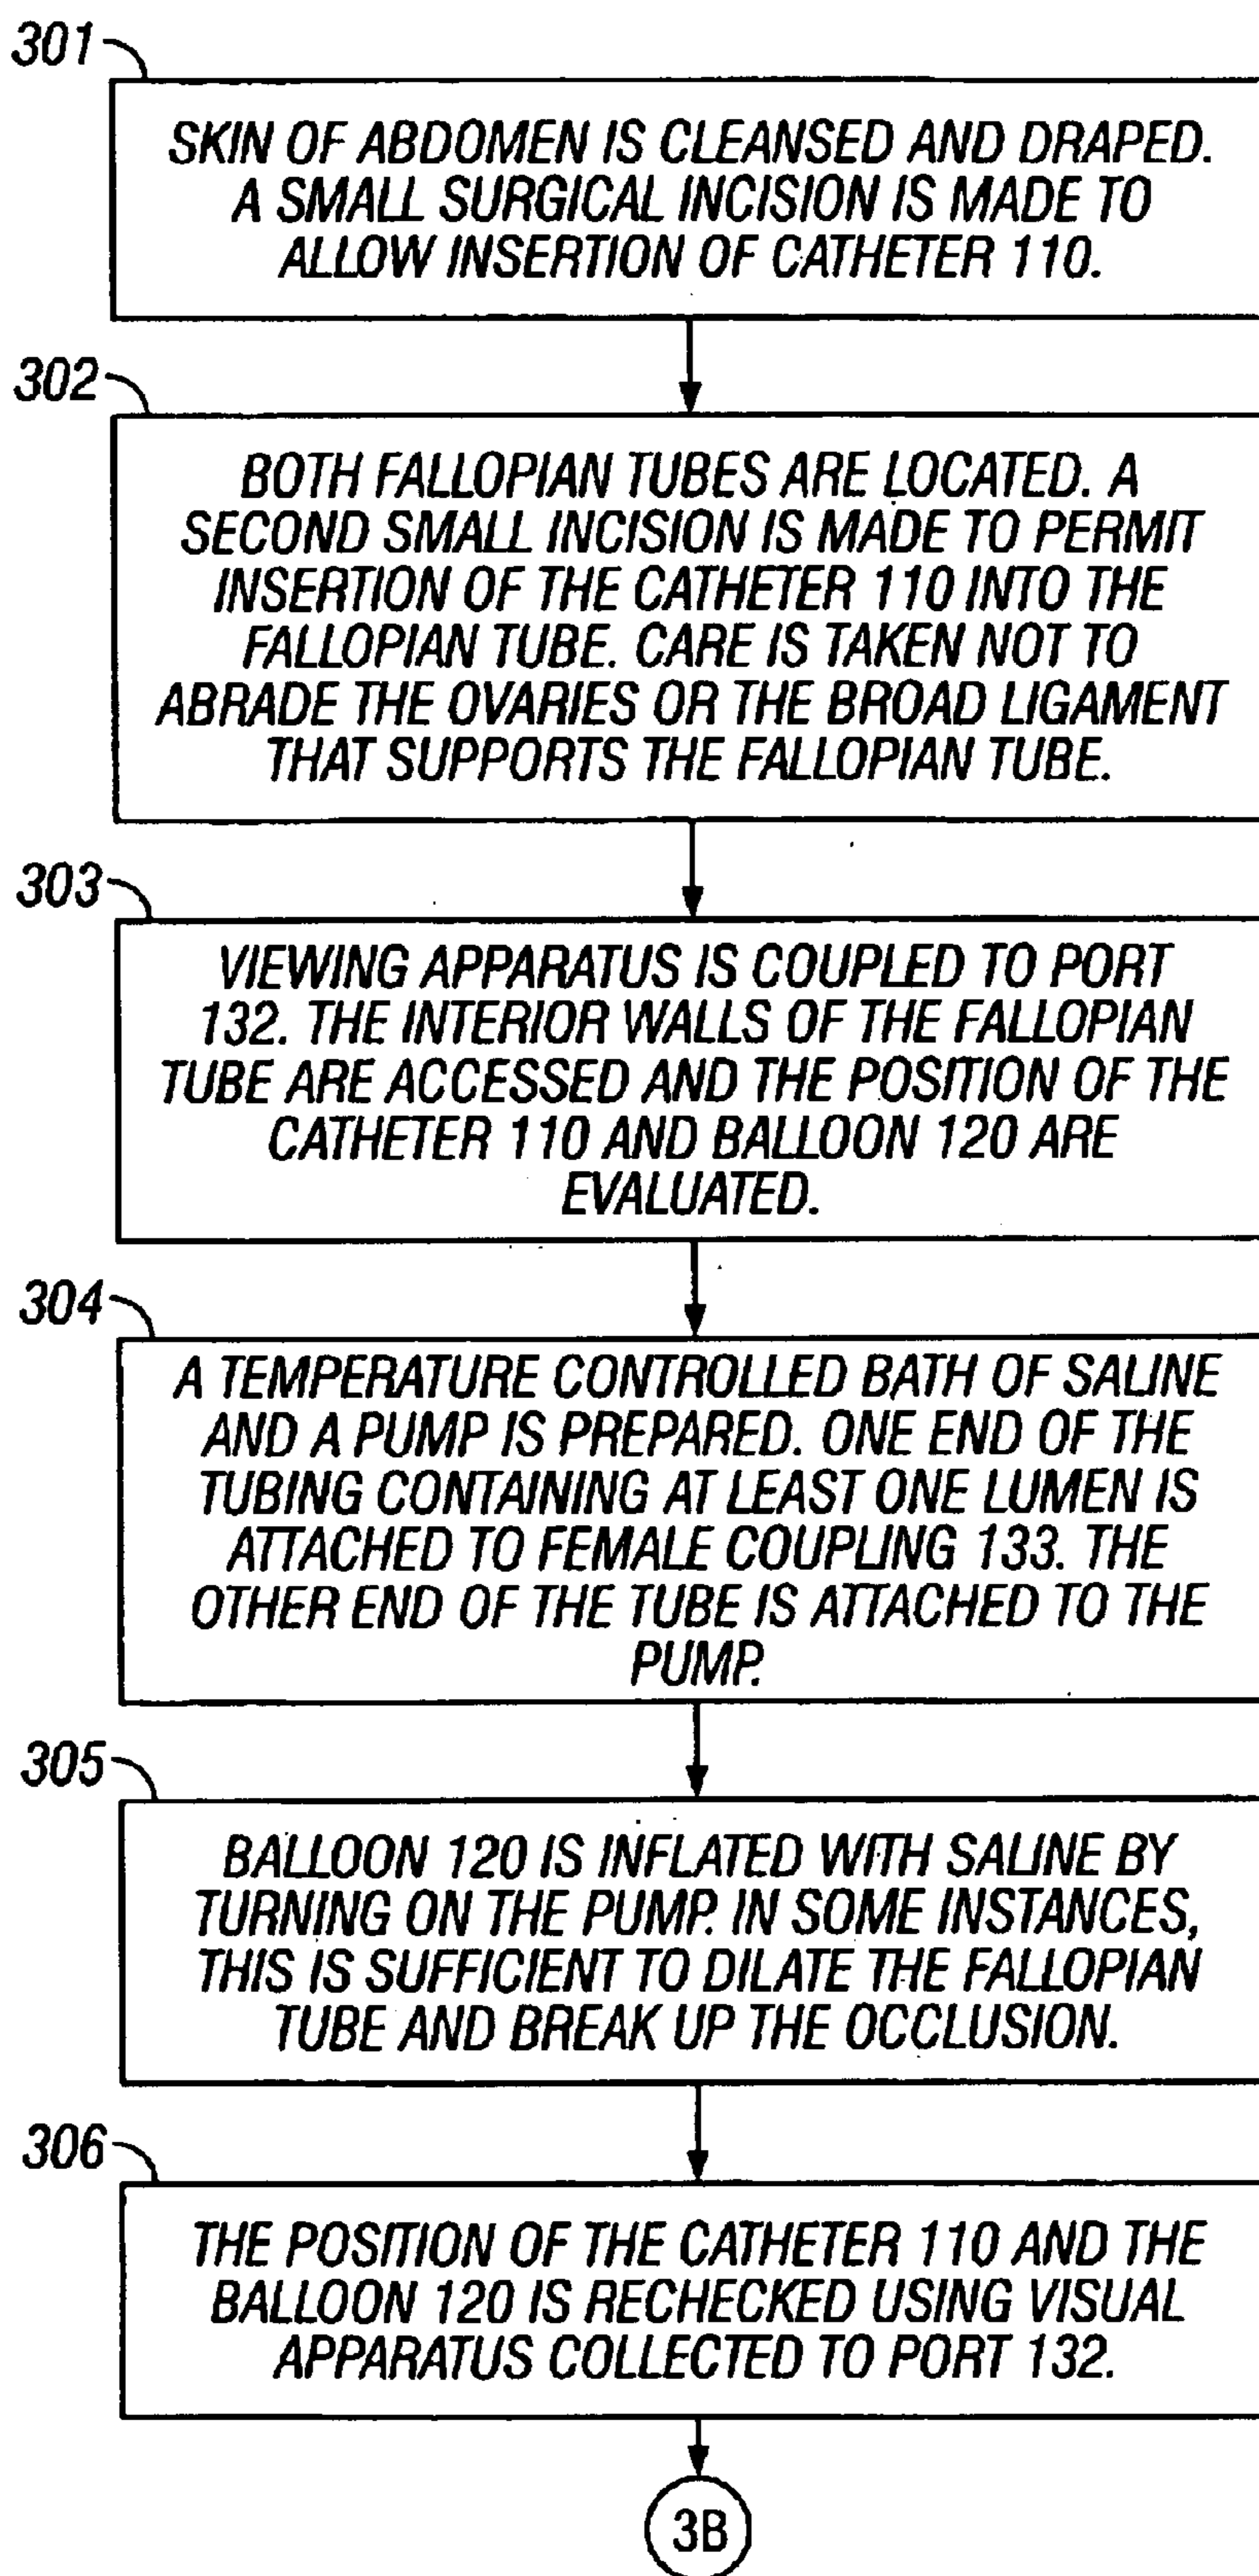 301
SKIN OF ABDOMEN IS CLEANSED AND DRAPED.
A SMALL SURGICAL INCISION IS MADE TO
ALLOW INSERTION OF CATHETER 110.
302
BOTH FALLOPIAN TUBES ARE LOCATED. A
SECOND SMALL INCISION IS MADE TO PERMIT
INSERTION OF THE CATHETER 110 INTO THE
FALLOPIAN TUBE. CARE IS TAKEN NOT TO
ABRADE THE OVARIES OR THE BROAD LIGAMENT
THAT SUPPORTS THE FALLOPIAN TUBE.
303
VIEWING APPARATUS IS COUPLED TO PORT
132. THE INTERIOR WALLS OF THE FALLOPIAN
TUBE ARE ACCESSED AND THE POSITION OF THE
CATHETER 110 AND BALLOON 120 ARE
EVALUATED.
304
A TEMPERATURE CONTROLLED BATH OF SALINE
AND A PUMP IS PREPARED. ONE END OF THE
TUBING CONTAINING AT LEAST ONE LUMEN IS
ATTACHED TO FEMALE COUPLING 133. THE
OTHER END OF THE TUBE IS ATTACHED TO THE
PUMP.
305
BALLOON 120 IS INFLATED WITH SALINE BY
TURNING ON THE PUMP. IN SOME INSTANCES,
THIS IS SUFFICIENT TO DILATE THE FALLOPIAN
TUBE AND BREAK UP THE OCCLUSION.
306
THE POSITION OF THE CATHETER 110 AND THE
BALLOON 120 IS RECHECKED USING VISUAL
APPARATUS COLLECTED TO PORT 132.
3B